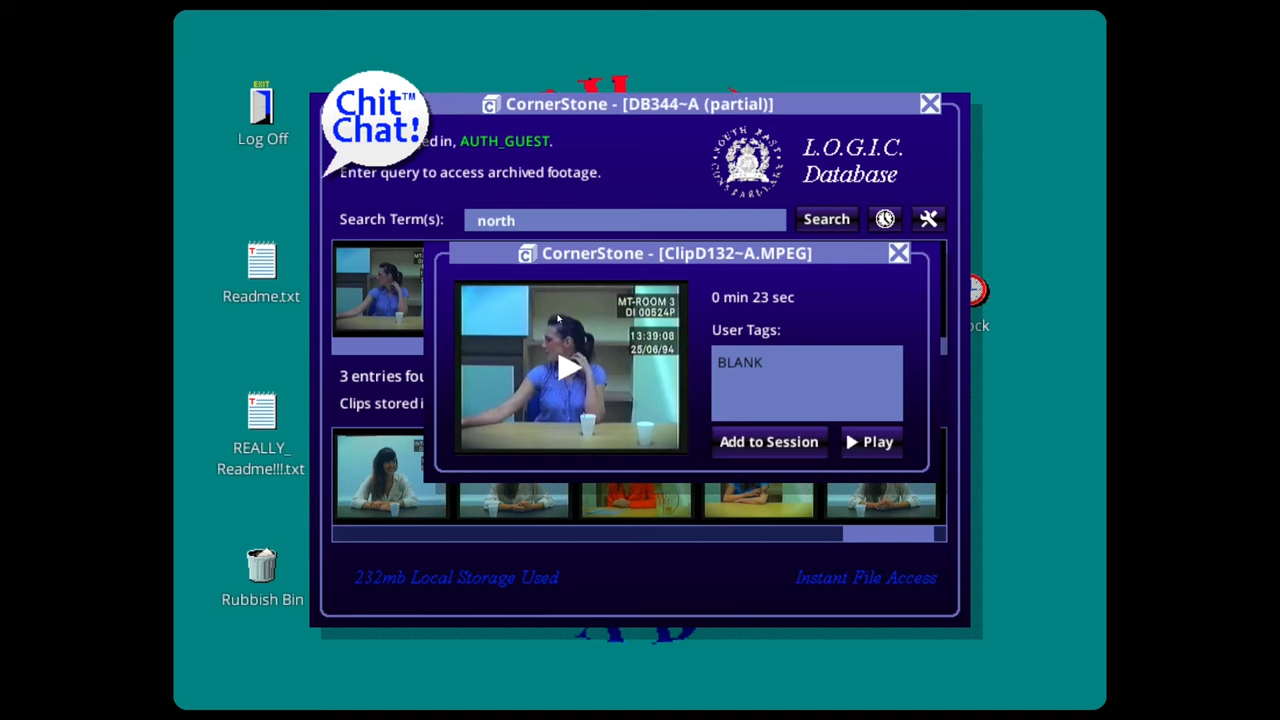 EXIT
Log Off
Chit™
Chat!
CornerStone - [DB344~A (partial)]
ed in, AUTH_GUEST.
Enter query to access archived footage.
L.O.G.I.C.
Database
Search Term(s):
north
Search
CornerStone - [ClipD132~A.MPEG]
MT-ROOM 3
DI 00524P
13:39:08
25/06/94
0 min 23 sec
User Tags:
BLANK
Add to Session
Play
3 entries fou
Clips stored i
Readme.txt
ock
REALLY_
Readme!!!.txt
Rubbish Bin
232mb Local Storage Used
Instant File Access